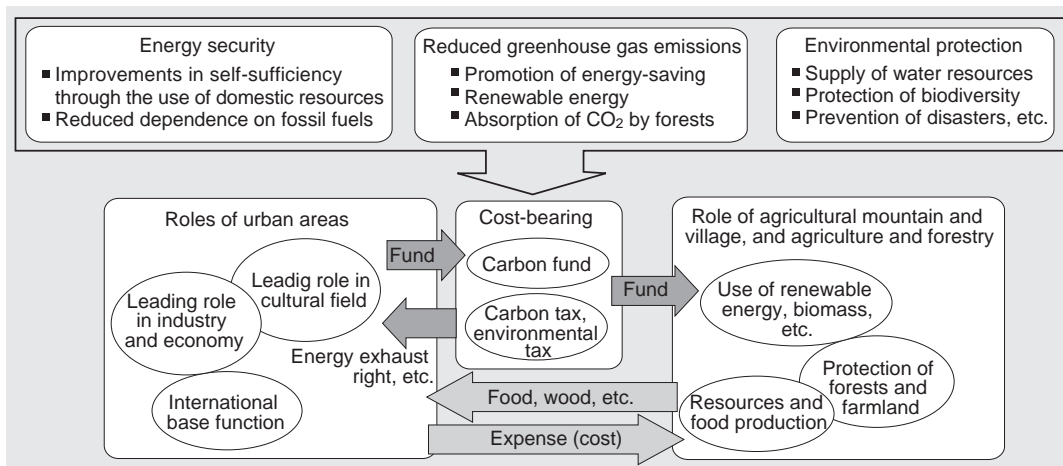 Energy security
■ Improvements in self-sufficiency
through the use of domestic resources
■ Reduced dependence on fossil fuels
Reduced greenhouse gas emissions
■ Promotion of energy-saving
■ Renewable energy
■ Absorption of CO₂ by forests
Environmental protection
■ Supply of water resources
■ Protection of biodiversity
■ Prevention of disasters, etc.
Roles of urban areas
Leadig role in
cultural field
Leading role
in industry
and economy
International
base function
Fund
Energy exhaust
right, etc.
Cost-bearing
Carbon fund
Carbon tax,
environmental
tax
Fund
Role of agricultural mountain and
village, and agriculture and forestry
Use of renewable
energy, biomass,
etc.
Protection of
forests and
farmland
Resources and
food production
Food, wood, etc.
Expense (cost)